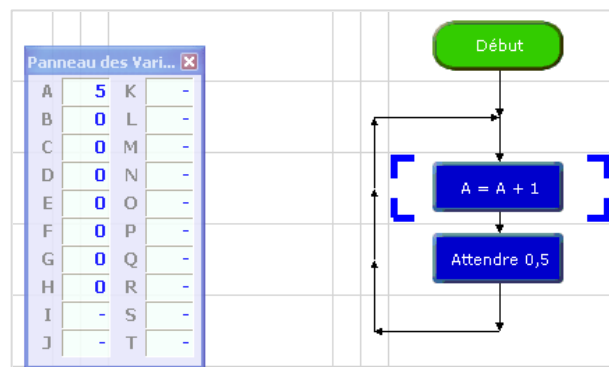 Panneau des Vari...
A 5 K -
B 0 L -
C 0 M -
D 0 N -
E 0 O -
F 0 P -
G 0 Q -
H 0 R -
I - S -
J - T -
Début
A = A + 1
Attendre 0,5